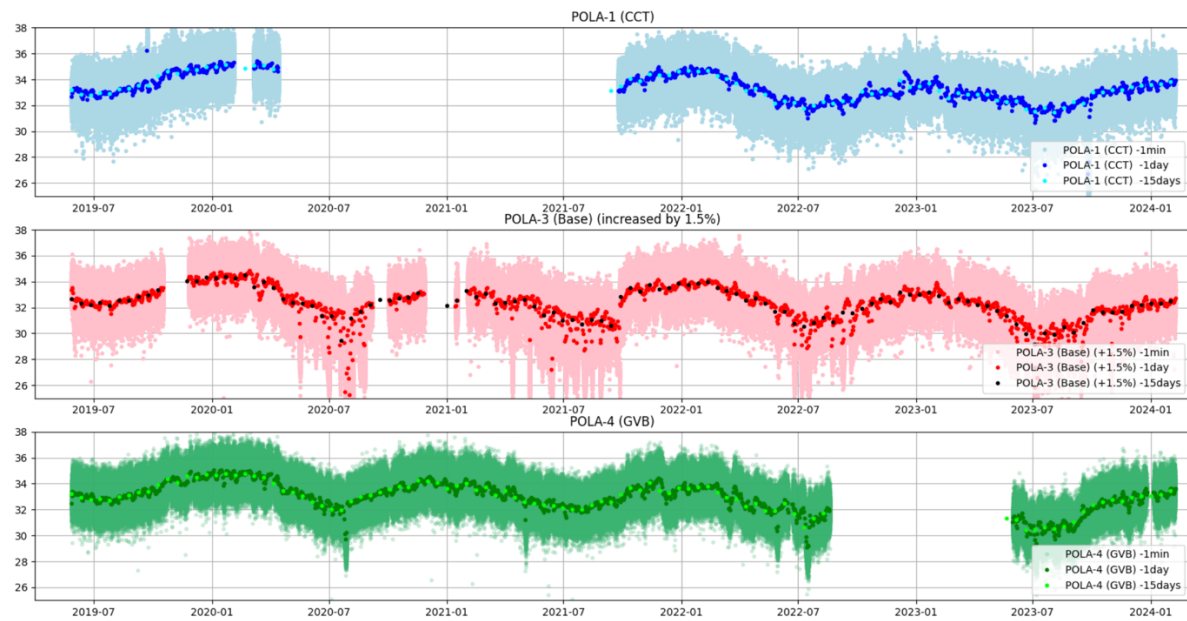 POLA-1 (CCT)
38
36
34
32
30
28
26
POLA-1 (CCT) -1min
POLA-1 (CCT) -1day
POLA-1 (CCT) -15days
2019-07 2020-01 2020-07 2021-01 2021-07 2022-01 2022-07 2023-01 2023-07 2024-01
POLA-3 (Base) (increased by 1.5%)
38
36
34
32
30
28
26
POLA-3 (Base) (+1.5%) -1min
POLA-3 (Base) (+1.5%) -1day
POLA-3 (Base) (+1.5%) -15days
2019-07 2020-01 2020-07 2021-01 2021-07 2022-01 2022-07 2023-01 2023-07 2024-01
POLA-4 (GVB)
38
36
34
32
30
28
26
POLA-4 (GVB) -1min
POLA-4 (GVB) -1day
POLA-4 (GVB) -15days
2019-07 2020-01 2020-07 2021-01 2021-07 2022-01 2022-07 2023-01 2023-07 2024-01